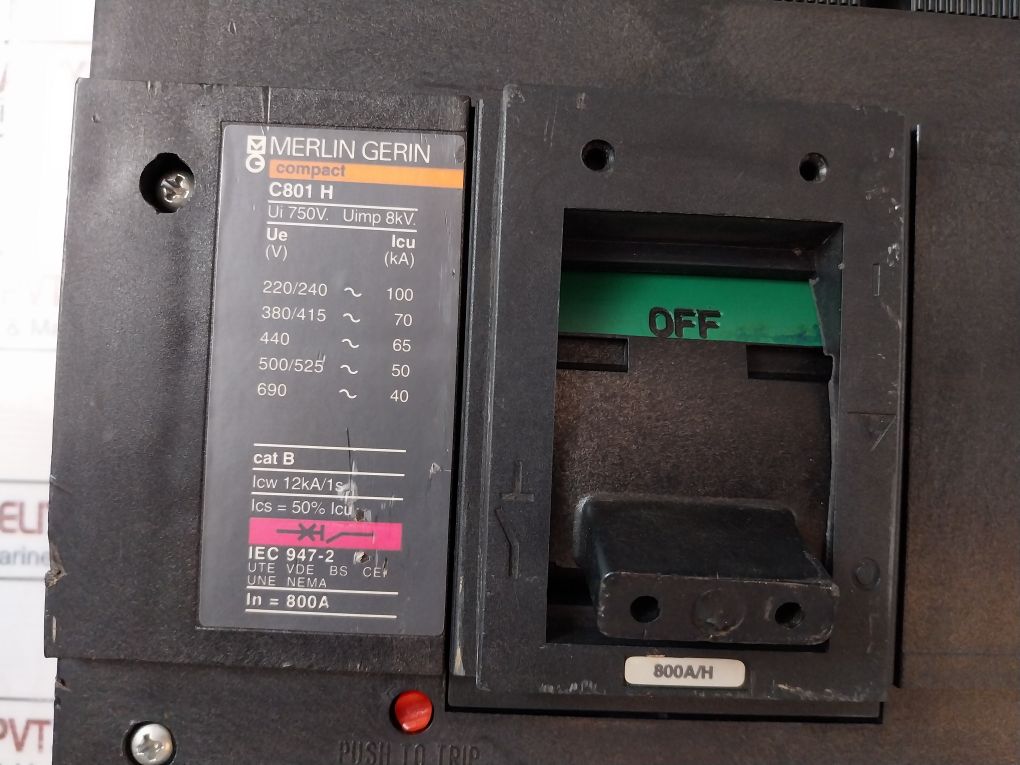 MERLIN GERIN
compact
C801 H
Ui 750V. Uimp 8kV.
Ue Icu
(V) (kA)
220/240 ~ 100
380/415 ~ 70
440 ~ 65
500/525 ~ 50
690 ~ 40
cat B
Icw 12kA/1s
Ics = 50% Icu
IEC 947-2
UTE VDE BS CEI
UNE NEMA
In = 800A
OFF
800A/H
PUSH TO TRIP